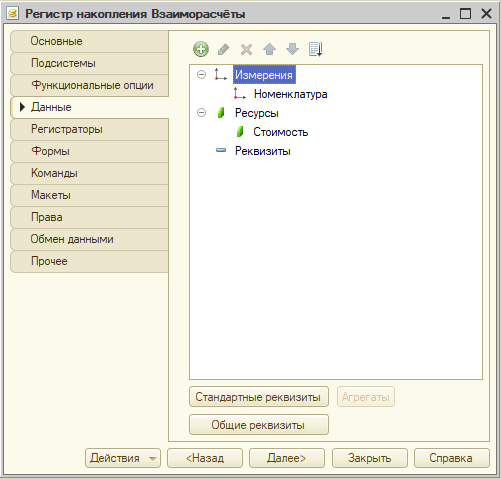 Регистр накопления Взаиморасчёты
Основные
Подсистемы
Функциональные опции
Данные
Регистраторы
Формы
Команды
Макеты
Права
Обмен данными
Прочее
Измерения
Номенклатура
Ресурсы
Стоимость
Реквизиты
Стандартные реквизиты
Агрегаты
Общие реквизиты
Действия
<Назад
Далее>
Закрыть
Справка